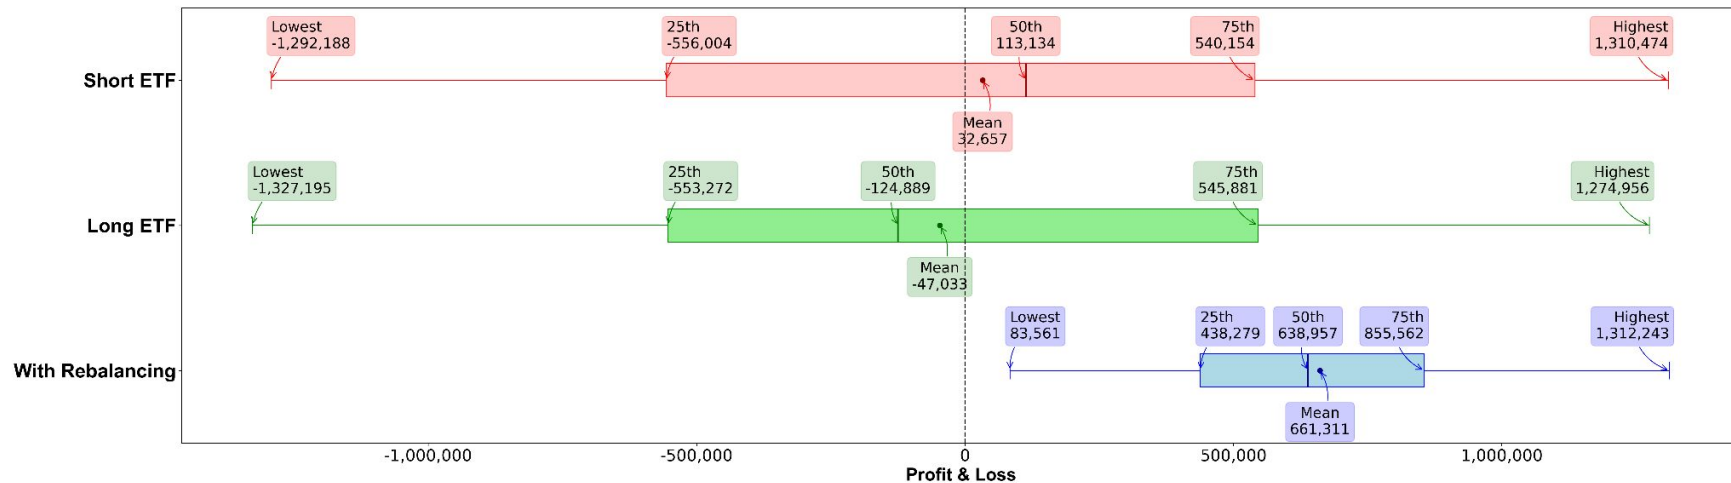 Lowest
-1,292,188
25th
-556,004
50th
113,134
75th
540,154
Highest
1,310,474
Short ETF
Mean
32,657
Lowest
-1,327,195
25th
-553,272
50th
-124,889
75th
545,881
Highest
1,274,956
Long ETF
Mean
-47,033
Lowest
83,561
25th
438,279
50th
638,957
75th
855,562
Highest
1,312,243
With Rebalancing
Mean
661,311
-1,000,000
-500,000
0
500,000
1,000,000
Profit & Loss